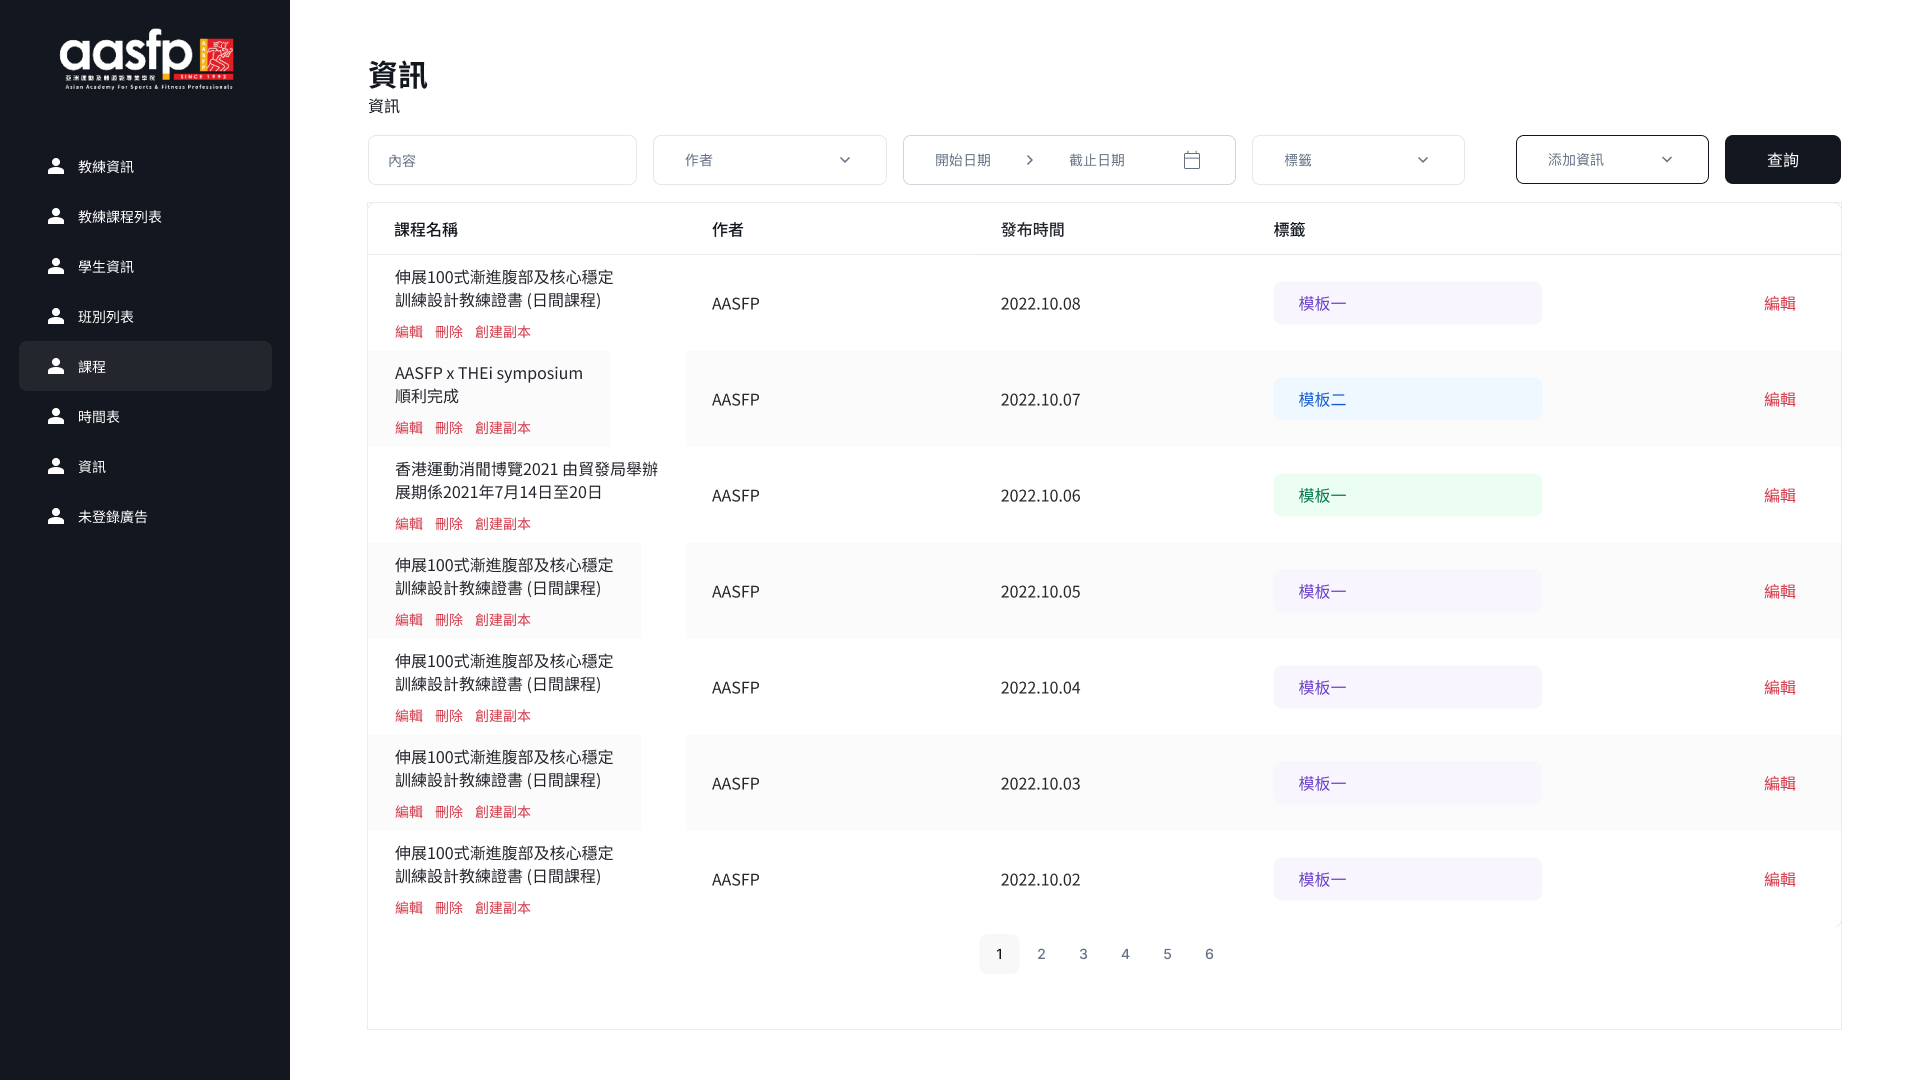 aasfp
亞洲運動及體適能專業學院
SINCE 1992
Asian Academy For Sports & Fitness Professionals
教練資訊
教練課程列表
學生資訊
班別列表
課程
時間表
資訊
未登錄廣告
資訊
資訊
內容
作者
開始日期
截止日期
標籤
添加資訊
查詢
課程名稱 作者 發布時間 標籤
伸展100式漸進腹部及核心穩定
訓練設計教練證書 (日間課程)
編輯 刪除 創建副本
AASFP 2022.10.08 模板一 編輯
AASFP x THEi symposium
順利完成
編輯 刪除 創建副本
AASFP 2022.10.07 模板二 編輯
香港運動消閒博覽2021 由貿發局舉辦
展期係2021年7月14日至20日
編輯 刪除 創建副本
AASFP 2022.10.06 模板一 編輯
伸展100式漸進腹部及核心穩定
訓練設計教練證書 (日間課程)
編輯 刪除 創建副本
AASFP 2022.10.05 模板一 編輯
伸展100式漸進腹部及核心穩定
訓練設計教練證書 (日間課程)
編輯 刪除 創建副本
AASFP 2022.10.04 模板一 編輯
伸展100式漸進腹部及核心穩定
訓練設計教練證書 (日間課程)
編輯 刪除 創建副本
AASFP 2022.10.03 模板一 編輯
伸展100式漸進腹部及核心穩定
訓練設計教練證書 (日間課程)
編輯 刪除 創建副本
AASFP 2022.10.02 模板一 編輯
1 2 3 4 5 6